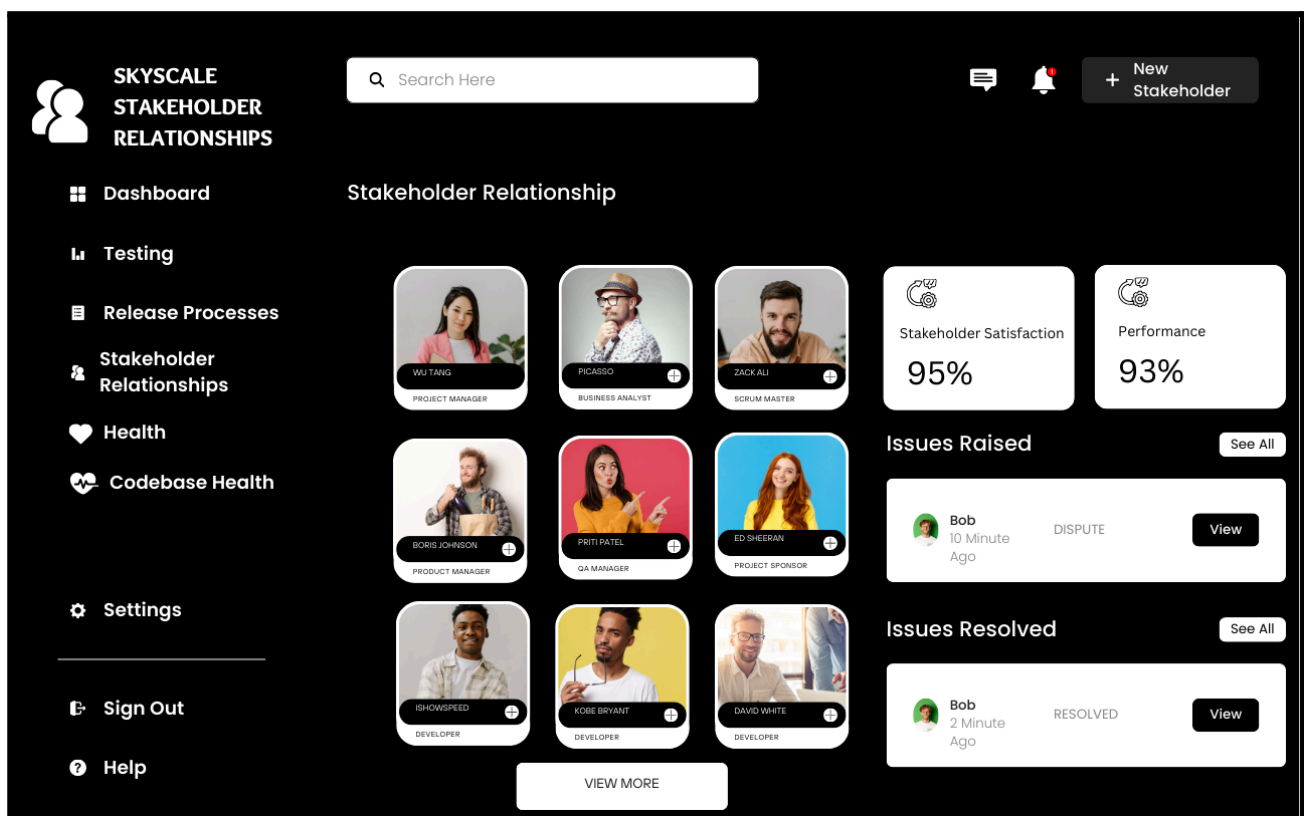 SKYSCALE
STAKEHOLDER
RELATIONSHIPS
Search Here
1
New
Stakeholder
Dashboard
Testing
Release Processes
Stakeholder
Relationships
Health
Codebase Health
Settings
Sign Out
Help
Stakeholder Relationship
WU TANG
PROJECT MANAGER
PICASSO
BUSINESS ANALYST
ZACK ALI
SCRUM MASTER
BORIS JOHNSON
PRODUCT MANAGER
PRITI PATEL
QA MANAGER
ED SHEERAN
PROJECT SPONSOR
ISHOWSPEED
DEVELOPER
KOBE BRYANT
DEVELOPER
DAVID WHITE
DEVELOPER
VIEW MORE
Stakeholder Satisfaction
95%
Performance
93%
Issues Raised
See All
Bob
10 Minute
Ago
DISPUTE
View
Issues Resolved
See All
Bob
2 Minute
Ago
RESOLVED
View